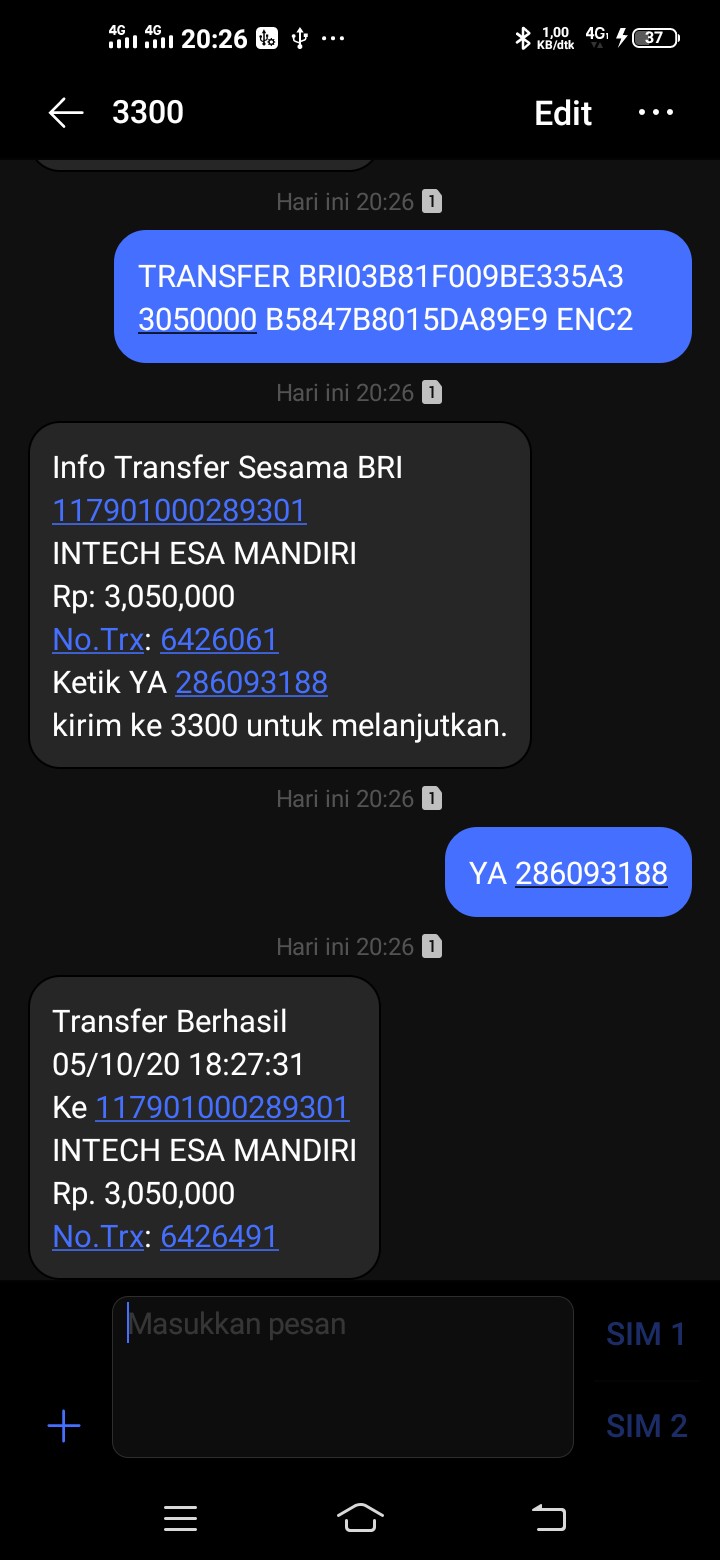 4G 4G 20:26 ... 1,00 KB/dtk 4G1 37
3300 Edit ...
Hari ini 20:26 1
TRANSFER BRI03B81F009BE335A3
3050000 B5847B8015DA89E9 ENC2
Hari ini 20:26 1
Info Transfer Sesama BRI
117901000289301
INTECH ESA MANDIRI
Rp: 3,050,000
No.Trx: 6426061
Ketik YA 286093188
kirim ke 3300 untuk melanjutkan.
Hari ini 20:26 1
YA 286093188
Hari ini 20:26 1
Transfer Berhasil
05/10/20 18:27:31
Ke 117901000289301
INTECH ESA MANDIRI
Rp. 3,050,000
No.Trx: 6426491
Masukkan pesan
SIM 1
SIM 2